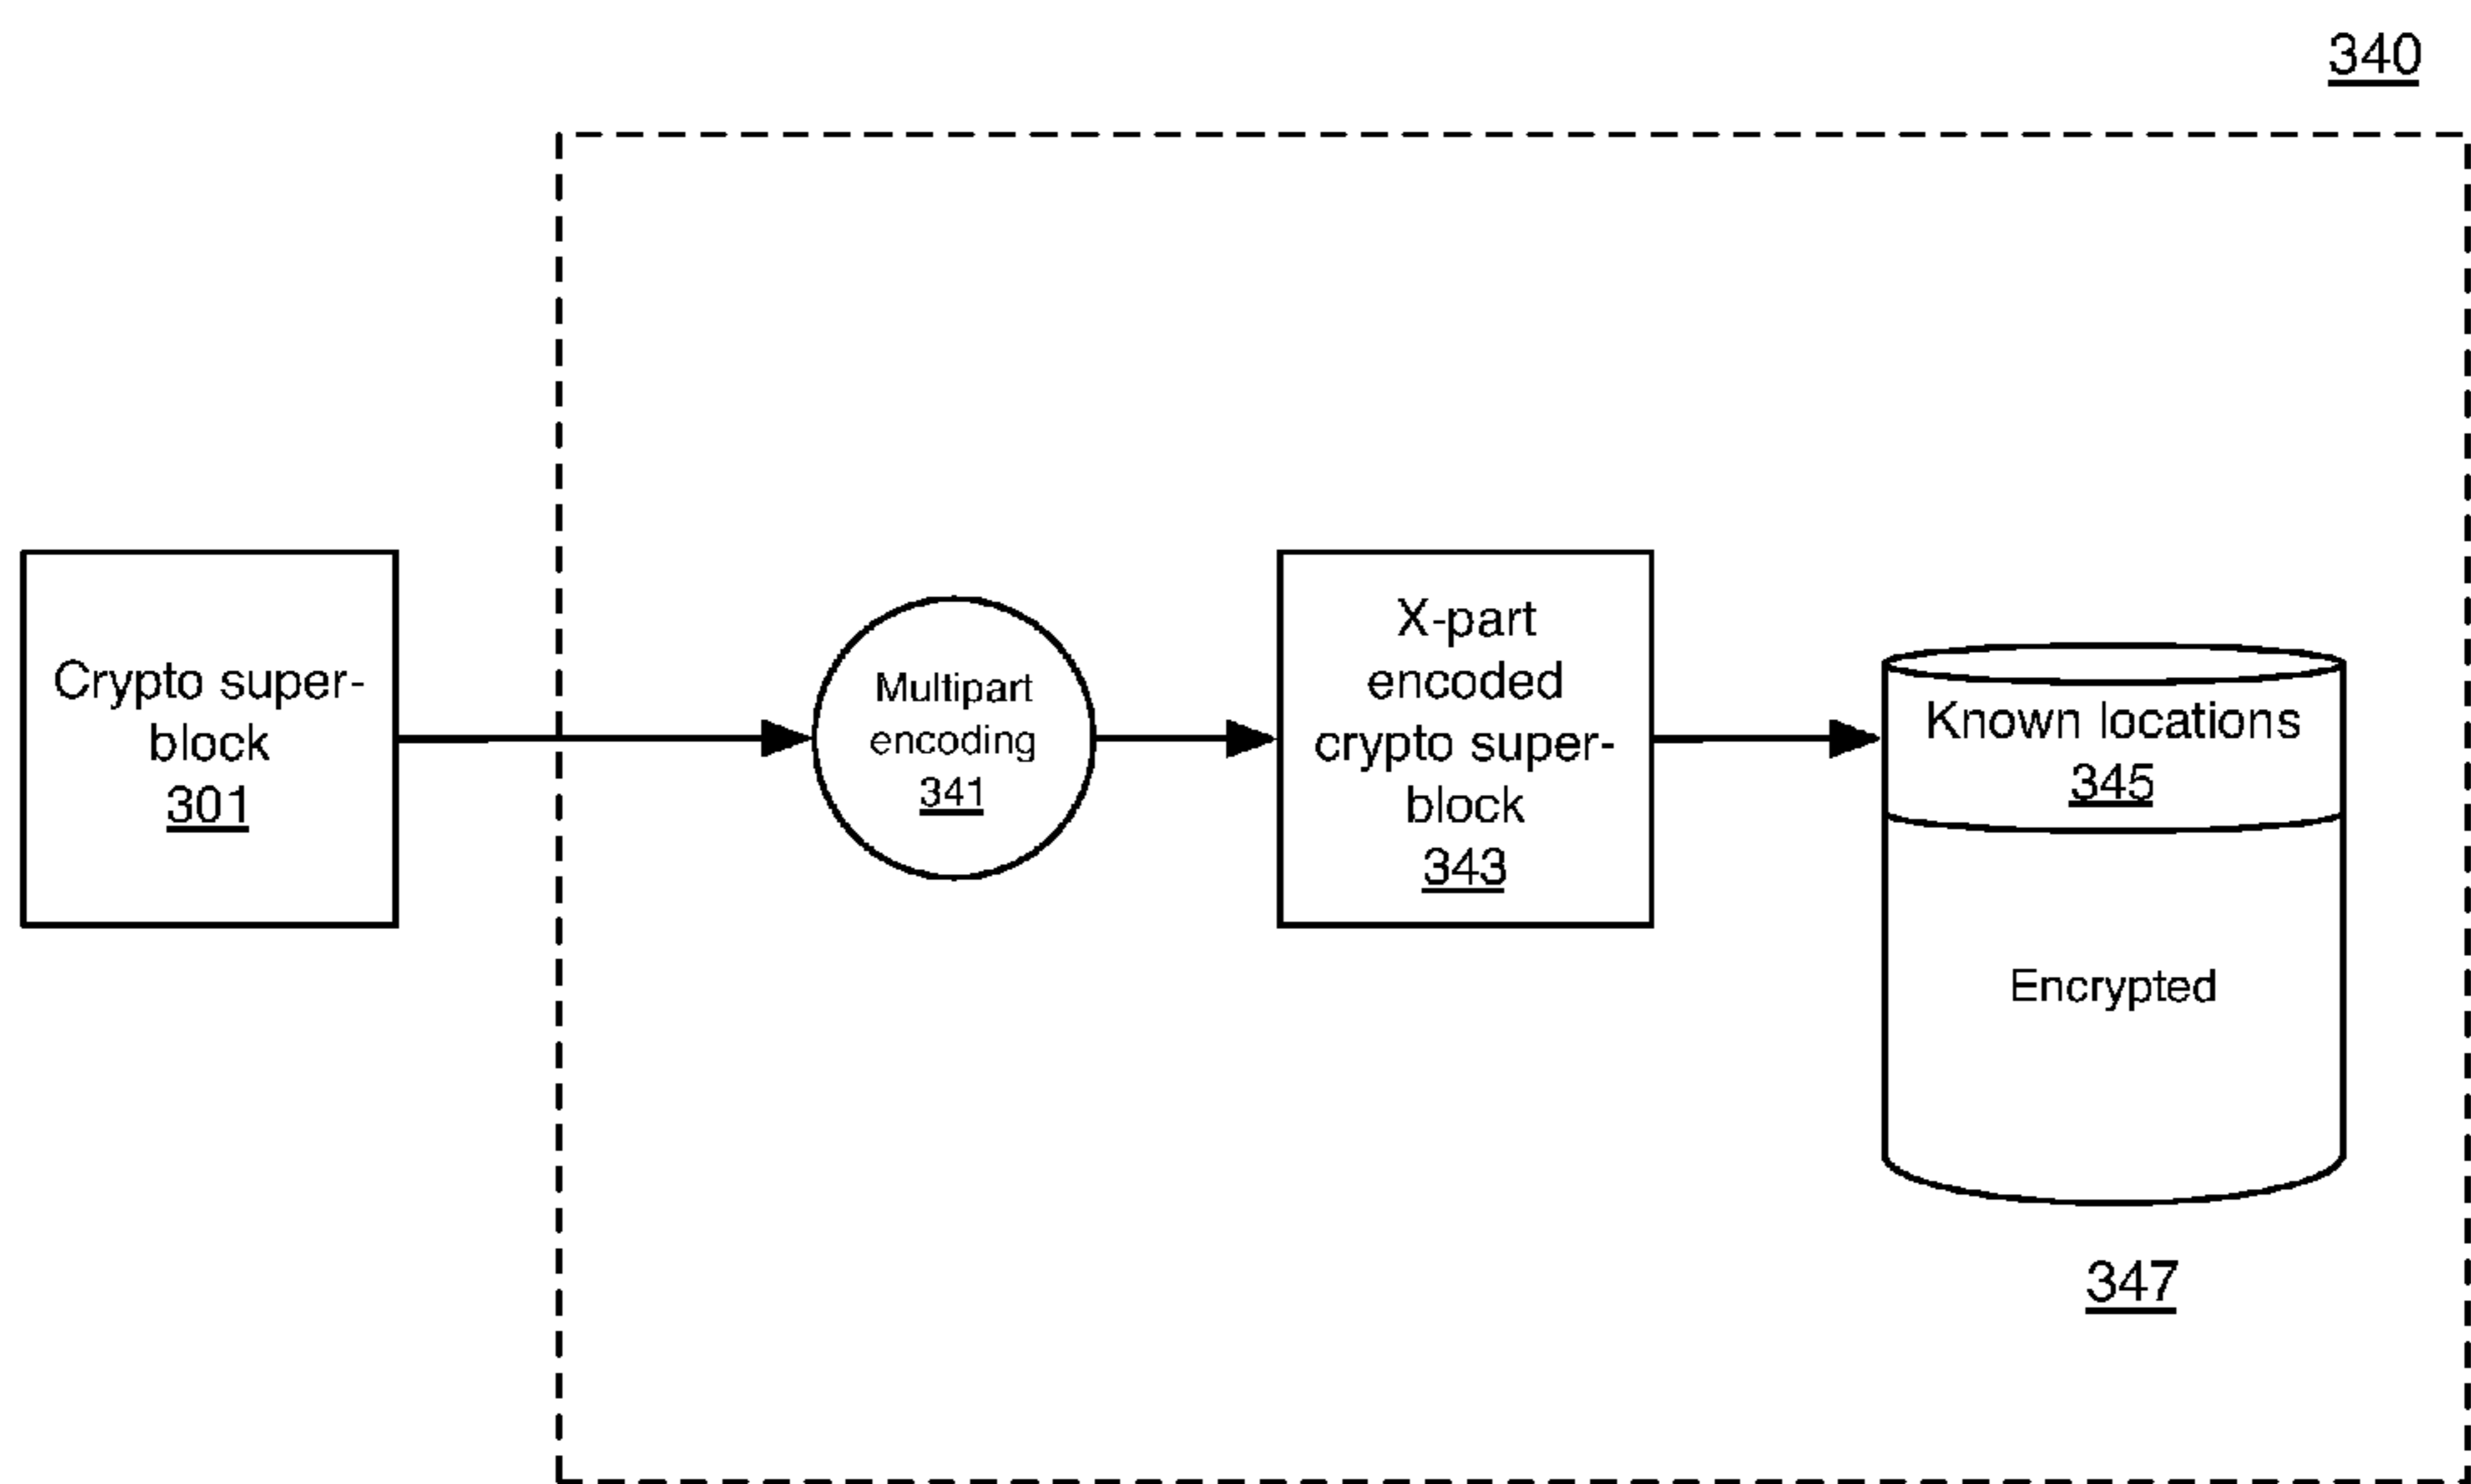 340
Crypto super-
block
301
Multipart
encoding
341
X-part
encoded
crypto super-
block
343
Known locations
345
Encrypted
347